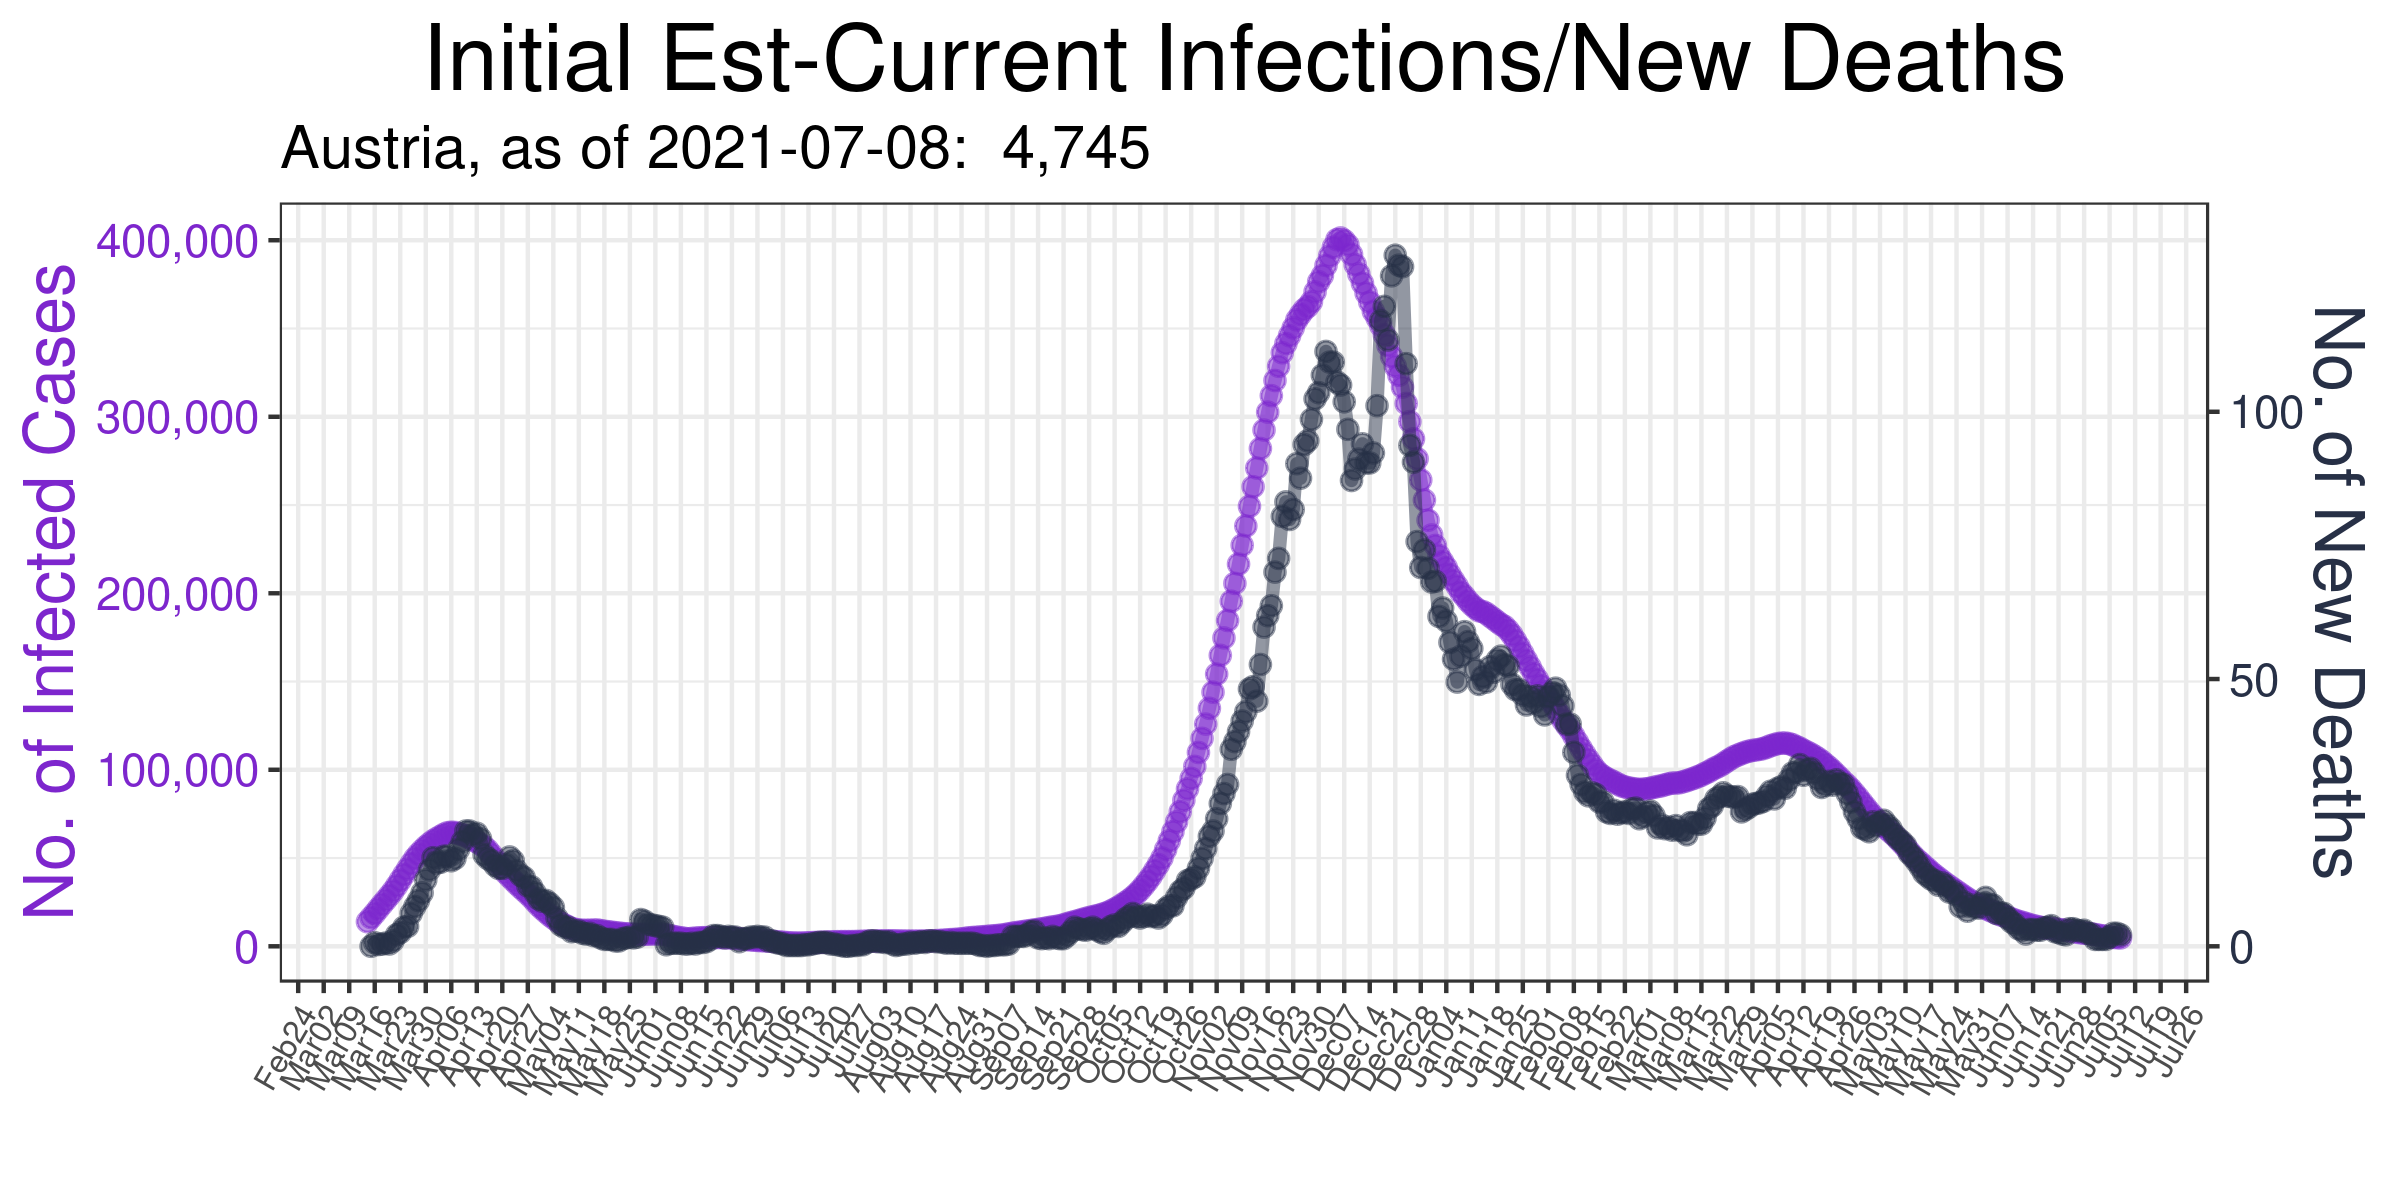 Initial Est-Current Infections/New Deaths
Austria, as of 2021-07-08:  4,745
No. of Infected Cases
400,000
300,000
200,000
100,000
0
100
50
0
No. of New Deaths
Feb24
Mar02
Mar09
Mar16
Mar23
Mar30
Apr06
Apr13
Apr20
Apr27
May04
May11
May18
May25
Jun01
Jun08
Jun15
Jun22
Jun29
Jul06
Jul13
Jul20
Jul27
Aug03
Aug10
Aug17
Aug24
Aug31
Sep07
Sep14
Sep21
Sep28
Oct05
Oct12
Oct19
Oct26
Nov02
Nov09
Nov16
Nov23
Nov30
Dec07
Dec14
Dec21
Dec28
Jan04
Jan11
Jan18
Jan25
Feb01
Feb08
Feb15
Feb22
Mar01
Mar08
Mar15
Mar22
Mar29
Apr05
Apr12
Apr19
Apr26
May03
May10
May17
May24
May31
Jun07
Jun14
Jun21
Jun28
Jul05
Jul12
Jul19
Jul26